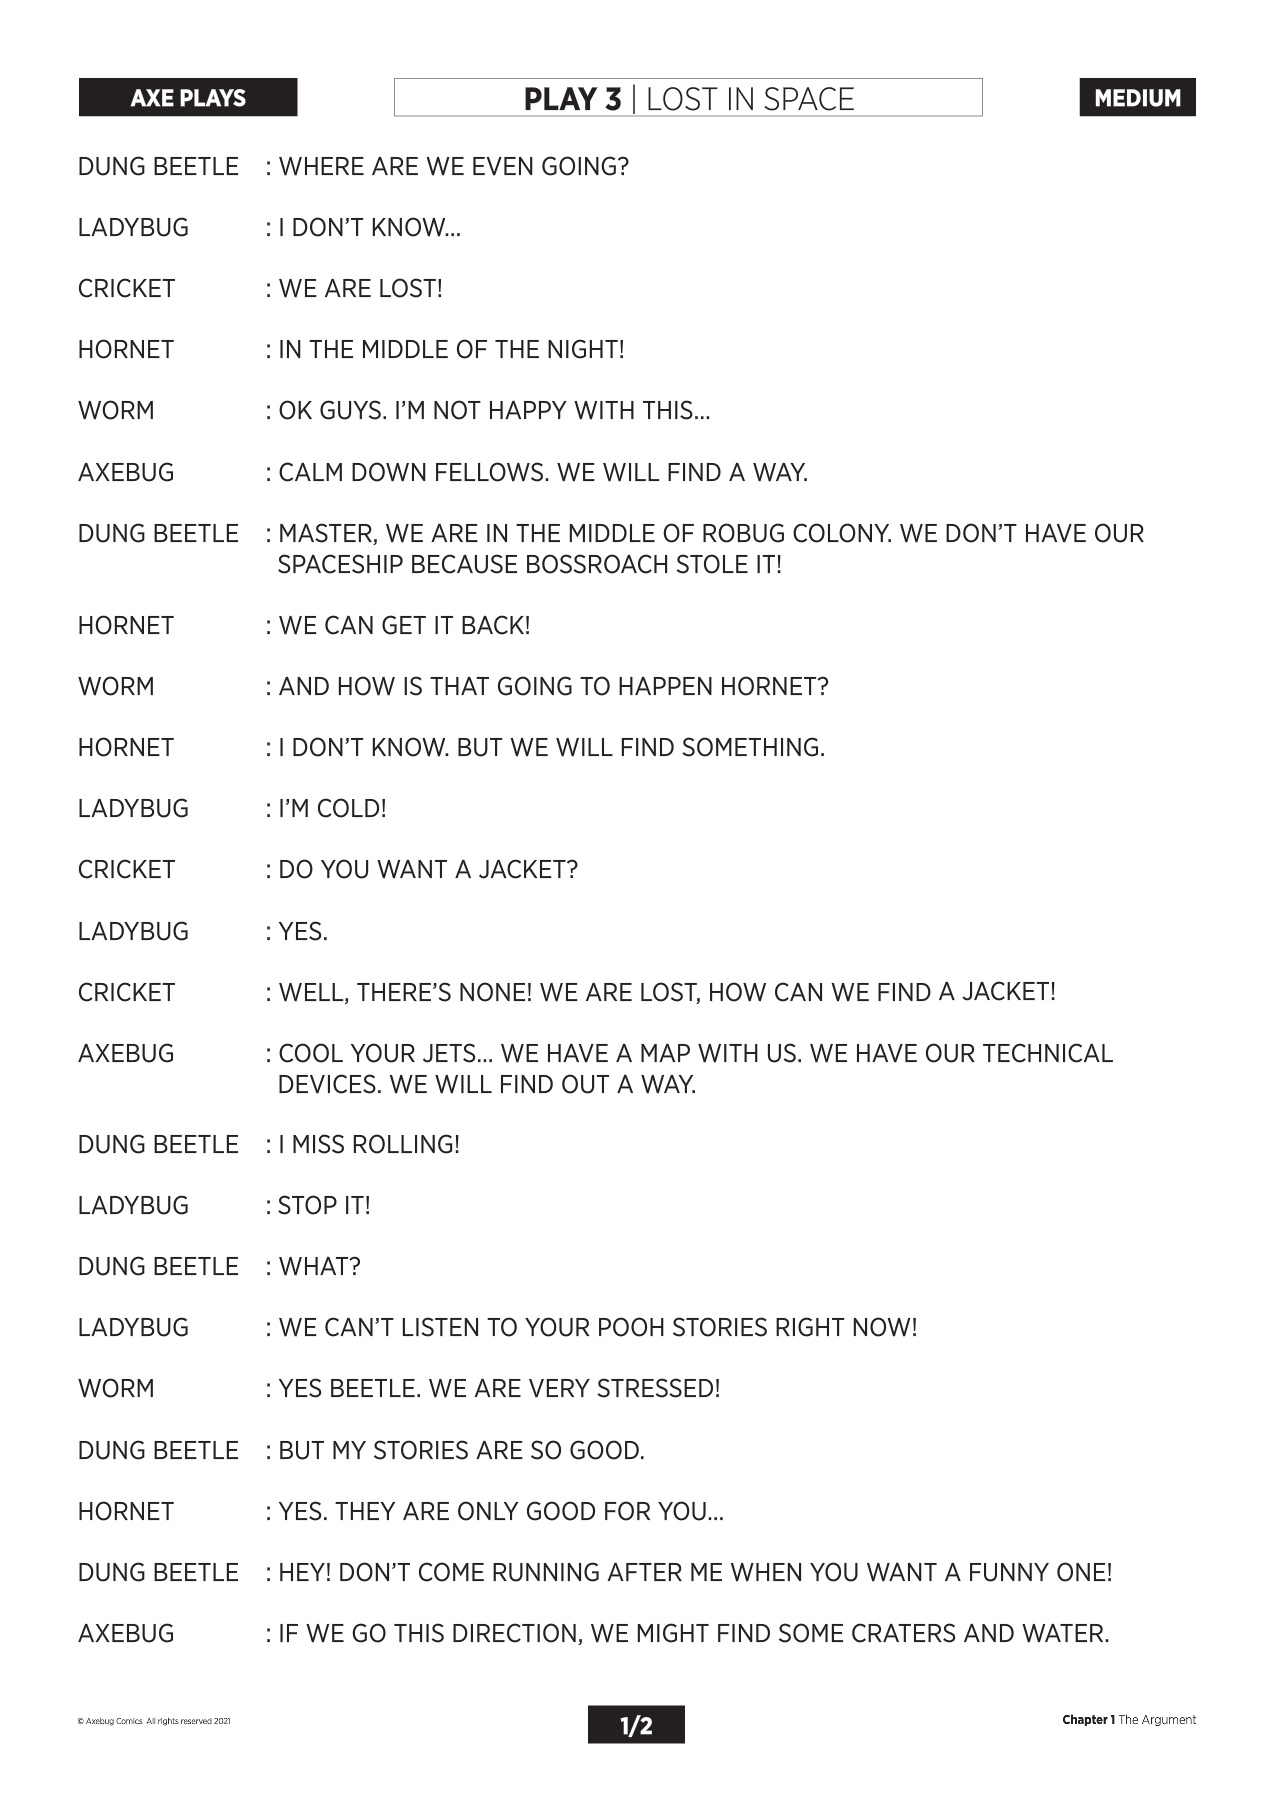 AXE PLAYS
PLAY 3 | LOST IN SPACE
MEDIUM
DUNG BEETLE : WHERE ARE WE EVEN GOING?
LADYBUG : I DON’T KNOW...
CRICKET : WE ARE LOST!
HORNET : IN THE MIDDLE OF THE NIGHT!
WORM : OK GUYS. I’M NOT HAPPY WITH THIS...
AXEBUG : CALM DOWN FELLOWS. WE WILL FIND A WAY.
DUNG BEETLE : MASTER, WE ARE IN THE MIDDLE OF ROBUG COLONY. WE DON’T HAVE OUR
SPACESHIP BECAUSE BOSSROACH STOLE IT!
HORNET : WE CAN GET IT BACK!
WORM : AND HOW IS THAT GOING TO HAPPEN HORNET?
HORNET : I DON’T KNOW. BUT WE WILL FIND SOMETHING.
LADYBUG : I’M COLD!
CRICKET : DO YOU WANT A JACKET?
LADYBUG : YES.
CRICKET : WELL, THERE’S NONE! WE ARE LOST, HOW CAN WE FIND A JACKET!
AXEBUG : COOL YOUR JETS... WE HAVE A MAP WITH US. WE HAVE OUR TECHNICAL
DEVICES. WE WILL FIND OUT A WAY.
DUNG BEETLE : I MISS ROLLING!
LADYBUG : STOP IT!
DUNG BEETLE : WHAT?
LADYBUG : WE CAN’T LISTEN TO YOUR POOH STORIES RIGHT NOW!
WORM : YES BEETLE. WE ARE VERY STRESSED!
DUNG BEETLE : BUT MY STORIES ARE SO GOOD.
HORNET : YES. THEY ARE ONLY GOOD FOR YOU...
DUNG BEETLE : HEY! DON’T COME RUNNING AFTER ME WHEN YOU WANT A FUNNY ONE!
AXEBUG : IF WE GO THIS DIRECTION, WE MIGHT FIND SOME CRATERS AND WATER.
© Axebug Comics All rights reserved 2021
1/2
Chapter 1 The Argument